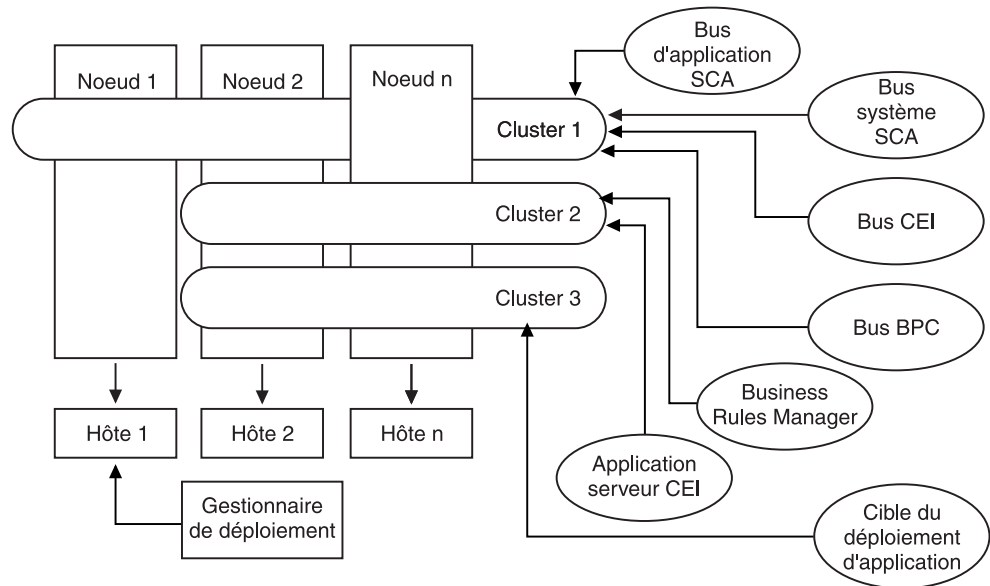 Noeud 1
Noeud 2
Noeud n
Bus
d'application
SCA
Cluster 1
Bus
système
SCA
Cluster 2
Bus CEI
Cluster 3
Bus BPC
Business
Rules Manager
Hôte 1
Hôte 2
Hôte n
Application
serveur CEI
Gestionnaire
de déploiement
Cible du
déploiement
d'application